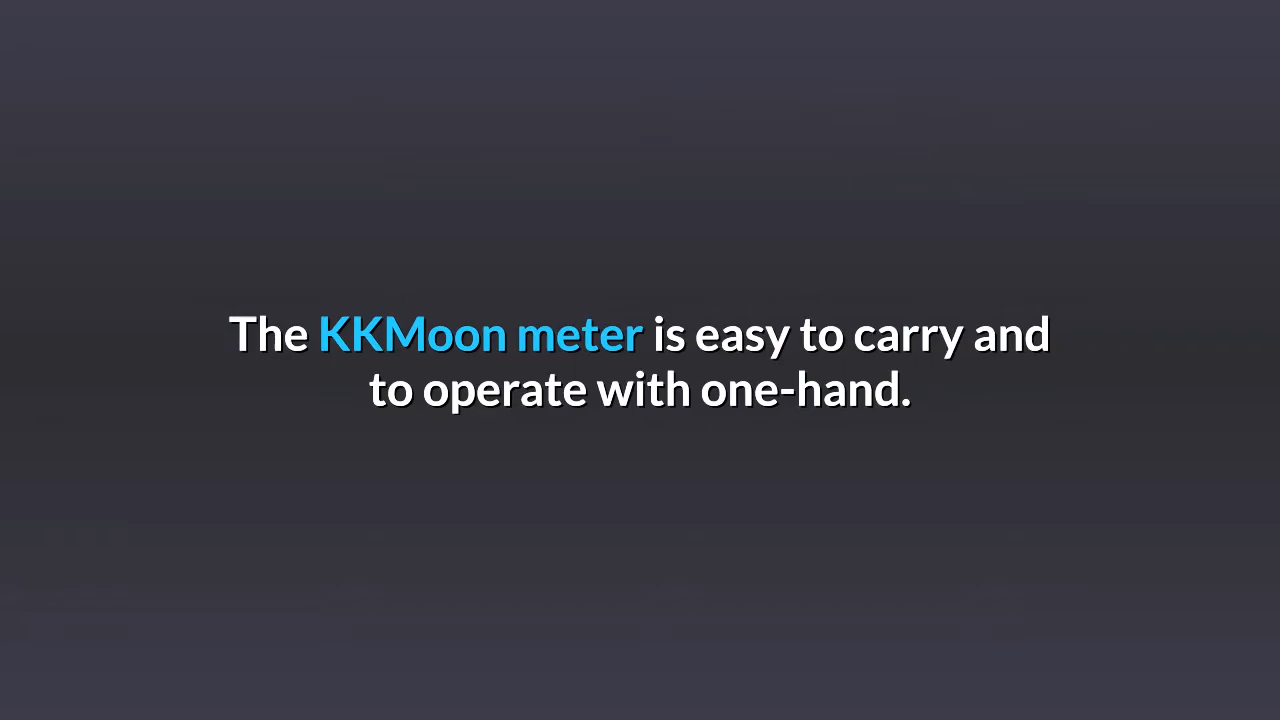 The KKMoon meter is easy to carry and
to operate with one-hand.